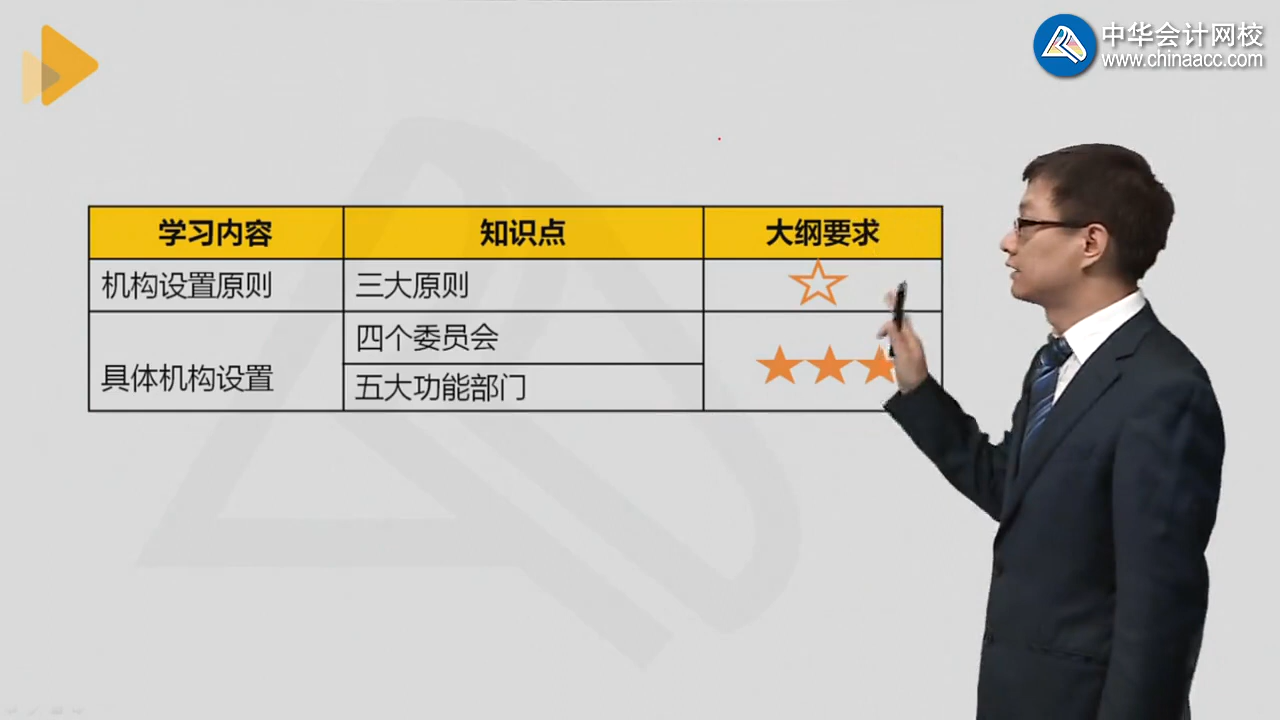 中华会计网校
www.chinaacc.com
学习内容 知识点 大纲要求
机构设置原则 三大原则 ☆
具体机构设置 四个委员会 ★★★
五大功能部门